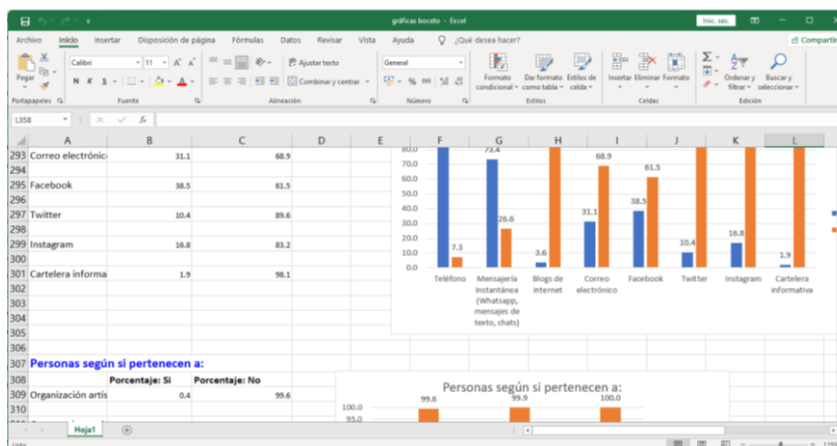 gráficas boceto - Excel
Inic. ses.
Archivo Inicio Insertar Disposición de página Fórmulas Datos Revisar Vista Ayuda ¿Qué desea hacer? Compartir
Pegar
Calibri 11 A A
N K S
Ajustar texto
Combinar y centrar
General
% 000
Formato condicional
Dar formato como tabla
Estilos de celda
Insertar Eliminar Formato
Ordenar y filtrar
Buscar y seleccionar
Portapapeles Fuente Alineación Número Estilos Celdas Edición
L358 fx
A B C D E F G H I J K L
293 Correo electrónic 31.1 68.9
294
295 Facebook 38.5 61.5
296
297 Twitter 10.4 89.6
298
299 Instagram 16.8 83.2
300
301 Cartelera informa 1.9 98.1
302
303
304
305
306
307 Personas según si pertenecen a:
308 Porcentaje: Si Porcentaje: No
309 Organización artís 0.4 99.6
310
80.0
70.0
60.0
50.0
40.0
30.0
20.0
10.0
0.0
7.3
73.4
26.6
3.6
31.1
68.9
38.5
61.5
10.4
16.8
1.9
Teléfono
Mensajería instantánea (Whatsapp, mensajes de texto, chats)
Blogs de internet
Correo electrónico
Facebook
Twitter
Instagram
Cartelera informativa
Personas según si pertenecen a:
99.6 99.9 100.0
100.0
95.0
Hoja1